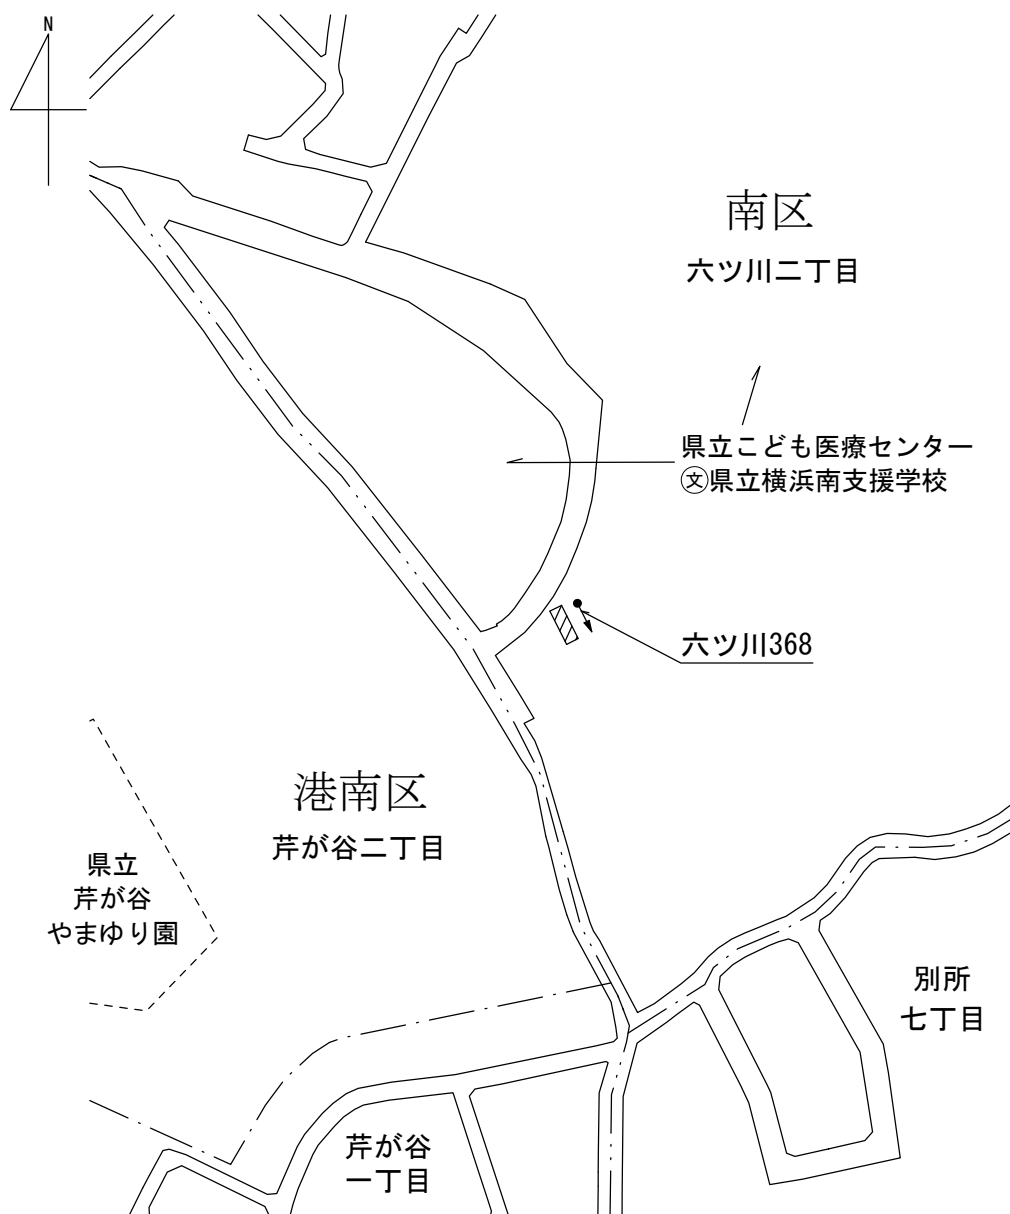 N
南区
六ツ川二丁目
県立こども医療センター
㊛県立横浜南支援学校
六ツ川368
港南区
芹が谷二丁目
県立
芹が谷
やまゆり園
別所
七丁目
芹が谷
一丁目